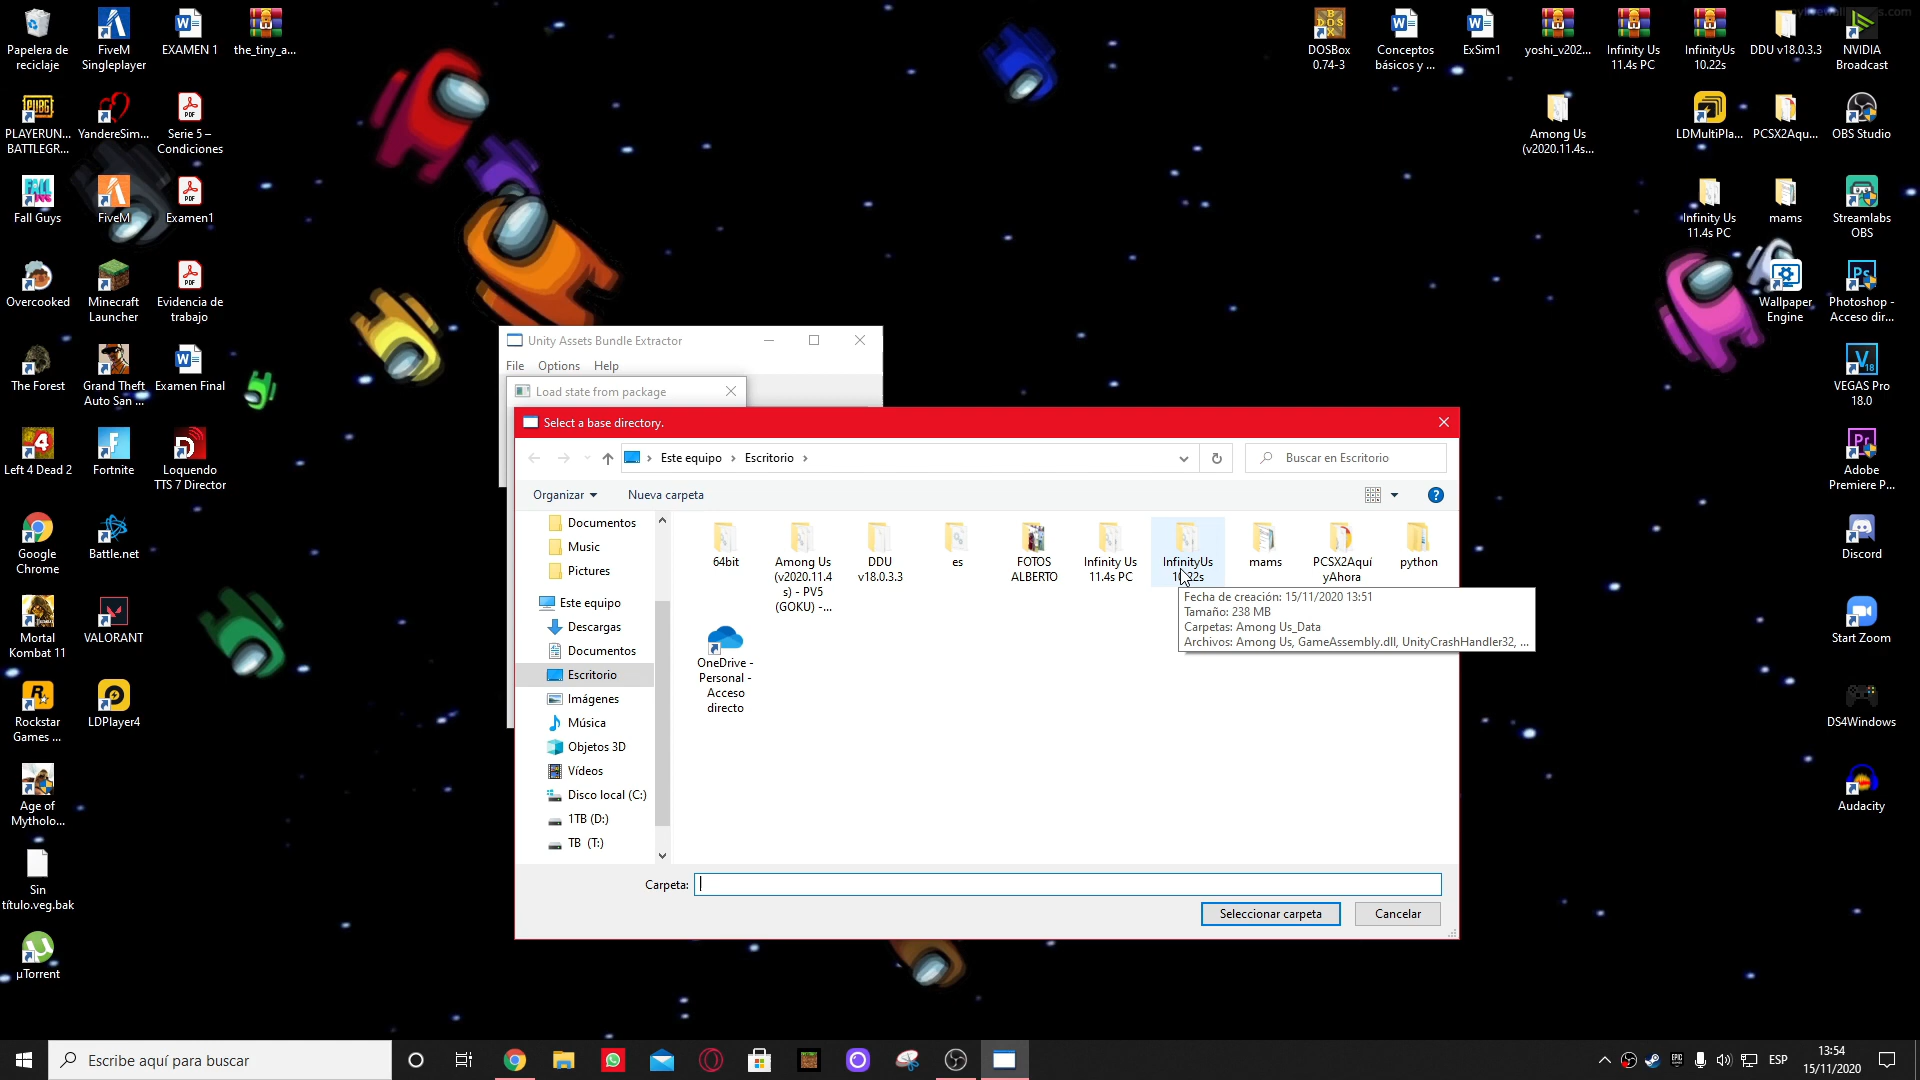 Papelera de
reciclaje
FiveM
Singleplayer
EXAMEN 1
the_tiny_a...
PLAYERUN...
BATTLEGR...
YandereSim...
Serie 5 –
Condiciones
Fall Guys
FiveM
Examen1
Overcooked
Minecraft
Launcher
Evidencia de
trabajo
The Forest
Grand Theft
Auto San ...
Examen Final
Left 4 Dead 2
Fortnite
Loquendo
TTS 7 Director
Google
Chrome
Battle.net
Mortal
Kombat 11
VALORANT
Rockstar
Games ...
LDPlayer4
Age of
Mytholo...
Sin
título.veg.bak
µTorrent
DOSBox
0.74-3
Conceptos
básicos y ...
ExSim1
yoshi_v202...
Infinity Us
11.4s PC
InfinityUs
10.22s
DDU v18.0.3.3
NVIDIA
Broadcast
Among Us
(v2020.11.4s...
LDMultiPla...
PCSX2Aqu...
OBS Studio
Infinity Us
11.4s PC
mams
Streamlabs
OBS
Wallpaper
Engine
Photoshop -
Acceso dir...
VEGAS Pro
18.0
Adobe
Premiere P...
Discord
Start Zoom
DS4Windows
Audacity
Unity Assets Bundle Extractor
File Options Help
Load state from package
Select a base directory.
Este equipo Escritorio
Buscar en Escritorio
Organizar Nueva carpeta
Documentos
Music
Pictures
Este equipo
Descargas
Documentos
Escritorio
Imágenes
Música
Objetos 3D
Vídeos
Disco local (C:)
1TB (D:)
TB (T:)
64bit
Among Us
(v2020.11.4
s) - PV5
(GOKU) -...
DDU
v18.0.3.3
es
FOTOS
ALBERTO
Infinity Us
11.4s PC
InfinityUs
10.22s
mams
PCSX2Aquí
yAhora
python
OneDrive -
Personal -
Acceso
directo
Fecha de creación: 15/11/2020 13:51
Tamaño: 238 MB
Carpetas: Among Us_Data
Archivos: Among Us, GameAssembly.dll, UnityCrashHandler32, ...
Carpeta:
Seleccionar carpeta
Cancelar
Escribe aquí para buscar
ESP
13:54
15/11/2020